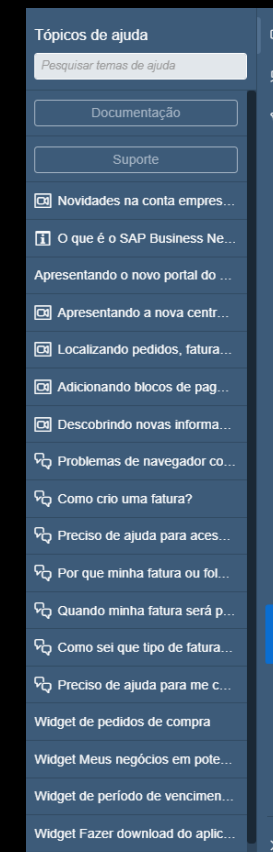 Tópicos de ajuda
Pesquisar temas de ajuda
Documentação
Suporte
Novidades na conta empres...
O que é o SAP Business Ne...
Apresentando o novo portal do ...
Apresentando a nova centr...
Localizando pedidos, fatura...
Adicionando blocos de pag...
Descobrindo novas informa...
Problemas de navegador co...
Como crio uma fatura?
Preciso de ajuda para aces...
Por que minha fatura ou fol...
Quando minha fatura será p...
Como sei que tipo de fatura...
Preciso de ajuda para me c...
Widget de pedidos de compra
Widget Meus negócios em pote...
Widget de período de vencimen...
Widget Fazer download do aplic...